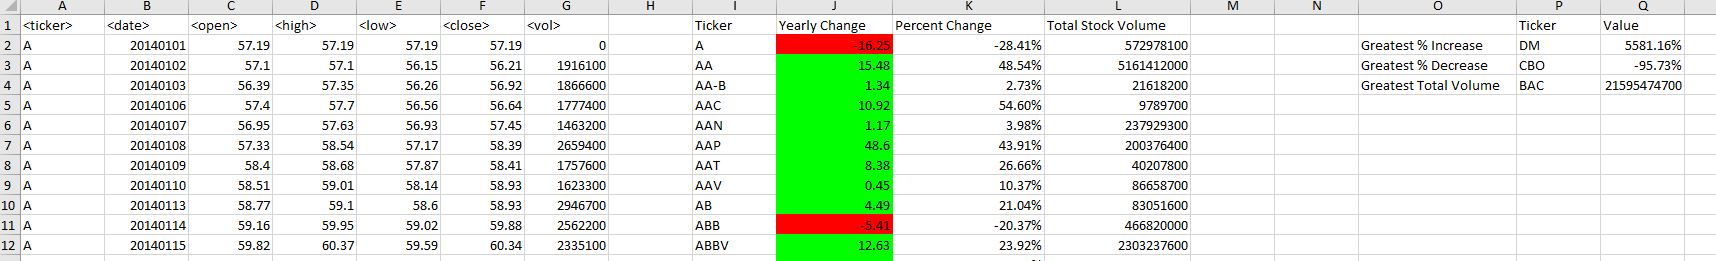 A B C D E F G H I J K L M N O P Q
1 <ticker> <date> <open> <high> <low> <close> <vol> Ticker Yearly Change Percent Change Total Stock Volume Ticker Value
2 A 20140101 57.19 57.19 57.19 57.19 0 A -16.25 -28.41% 572978100 Greatest % Increase DM 5581.16%
3 A 20140102 57.1 57.1 56.15 56.21 1916100 AA 15.48 48.54% 5161412000 Greatest % Decrease CBO -95.73%
4 A 20140103 56.39 57.35 56.26 56.92 1866600 AA-B 1.34 2.73% 21618200 Greatest Total Volume BAC 21595474700
5 A 20140106 57.4 57.7 56.56 56.64 1777400 AAC 10.92 54.60% 9789700
6 A 20140107 56.95 57.63 56.93 57.45 1463200 AAN 1.17 3.98% 237929300
7 A 20140108 57.33 58.54 57.17 58.39 2659400 AAP 48.6 43.91% 200376400
8 A 20140109 58.4 58.68 57.87 58.41 1757600 AAT 8.38 26.66% 40207800
9 A 20140110 58.51 59.01 58.14 58.93 1623300 AAV 0.45 10.37% 86658700
10 A 20140113 58.77 59.1 58.6 58.93 2946700 AB 4.49 21.04% 83051600
11 A 20140114 59.16 59.95 59.02 59.88 2562200 ABB -5.41 -20.37% 466820000
12 A 20140115 59.82 60.37 59.59 60.34 2335100 ABBV 12.63 23.92% 2303237600